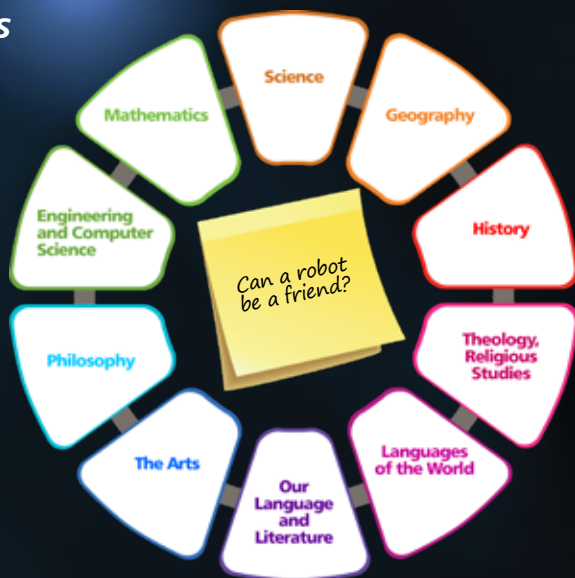 s
Science
Mathematics
Geography
Engineering
and Computer
Science
History
Can a robot
be a friend?
Philosophy
Theology,
Religious
Studies
The Arts
Languages
of the World
Our
Language
and
Literature